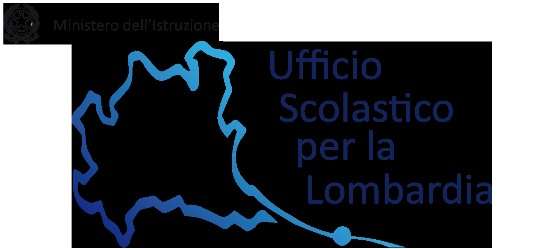 Ministero dell'Istruzione
Ufficio
Scolastico
per la
Lombardia